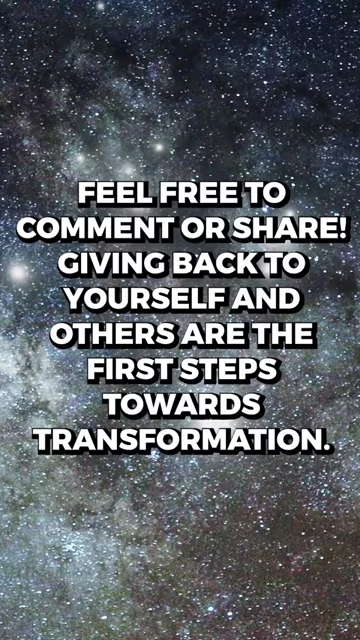 FEEL FREE TO
COMMENT OR SHARE!
GIVING BACK TO
YOURSELF AND
OTHERS ARE THE
FIRST STEPS
TOWARDS
TRANSFORMATION.